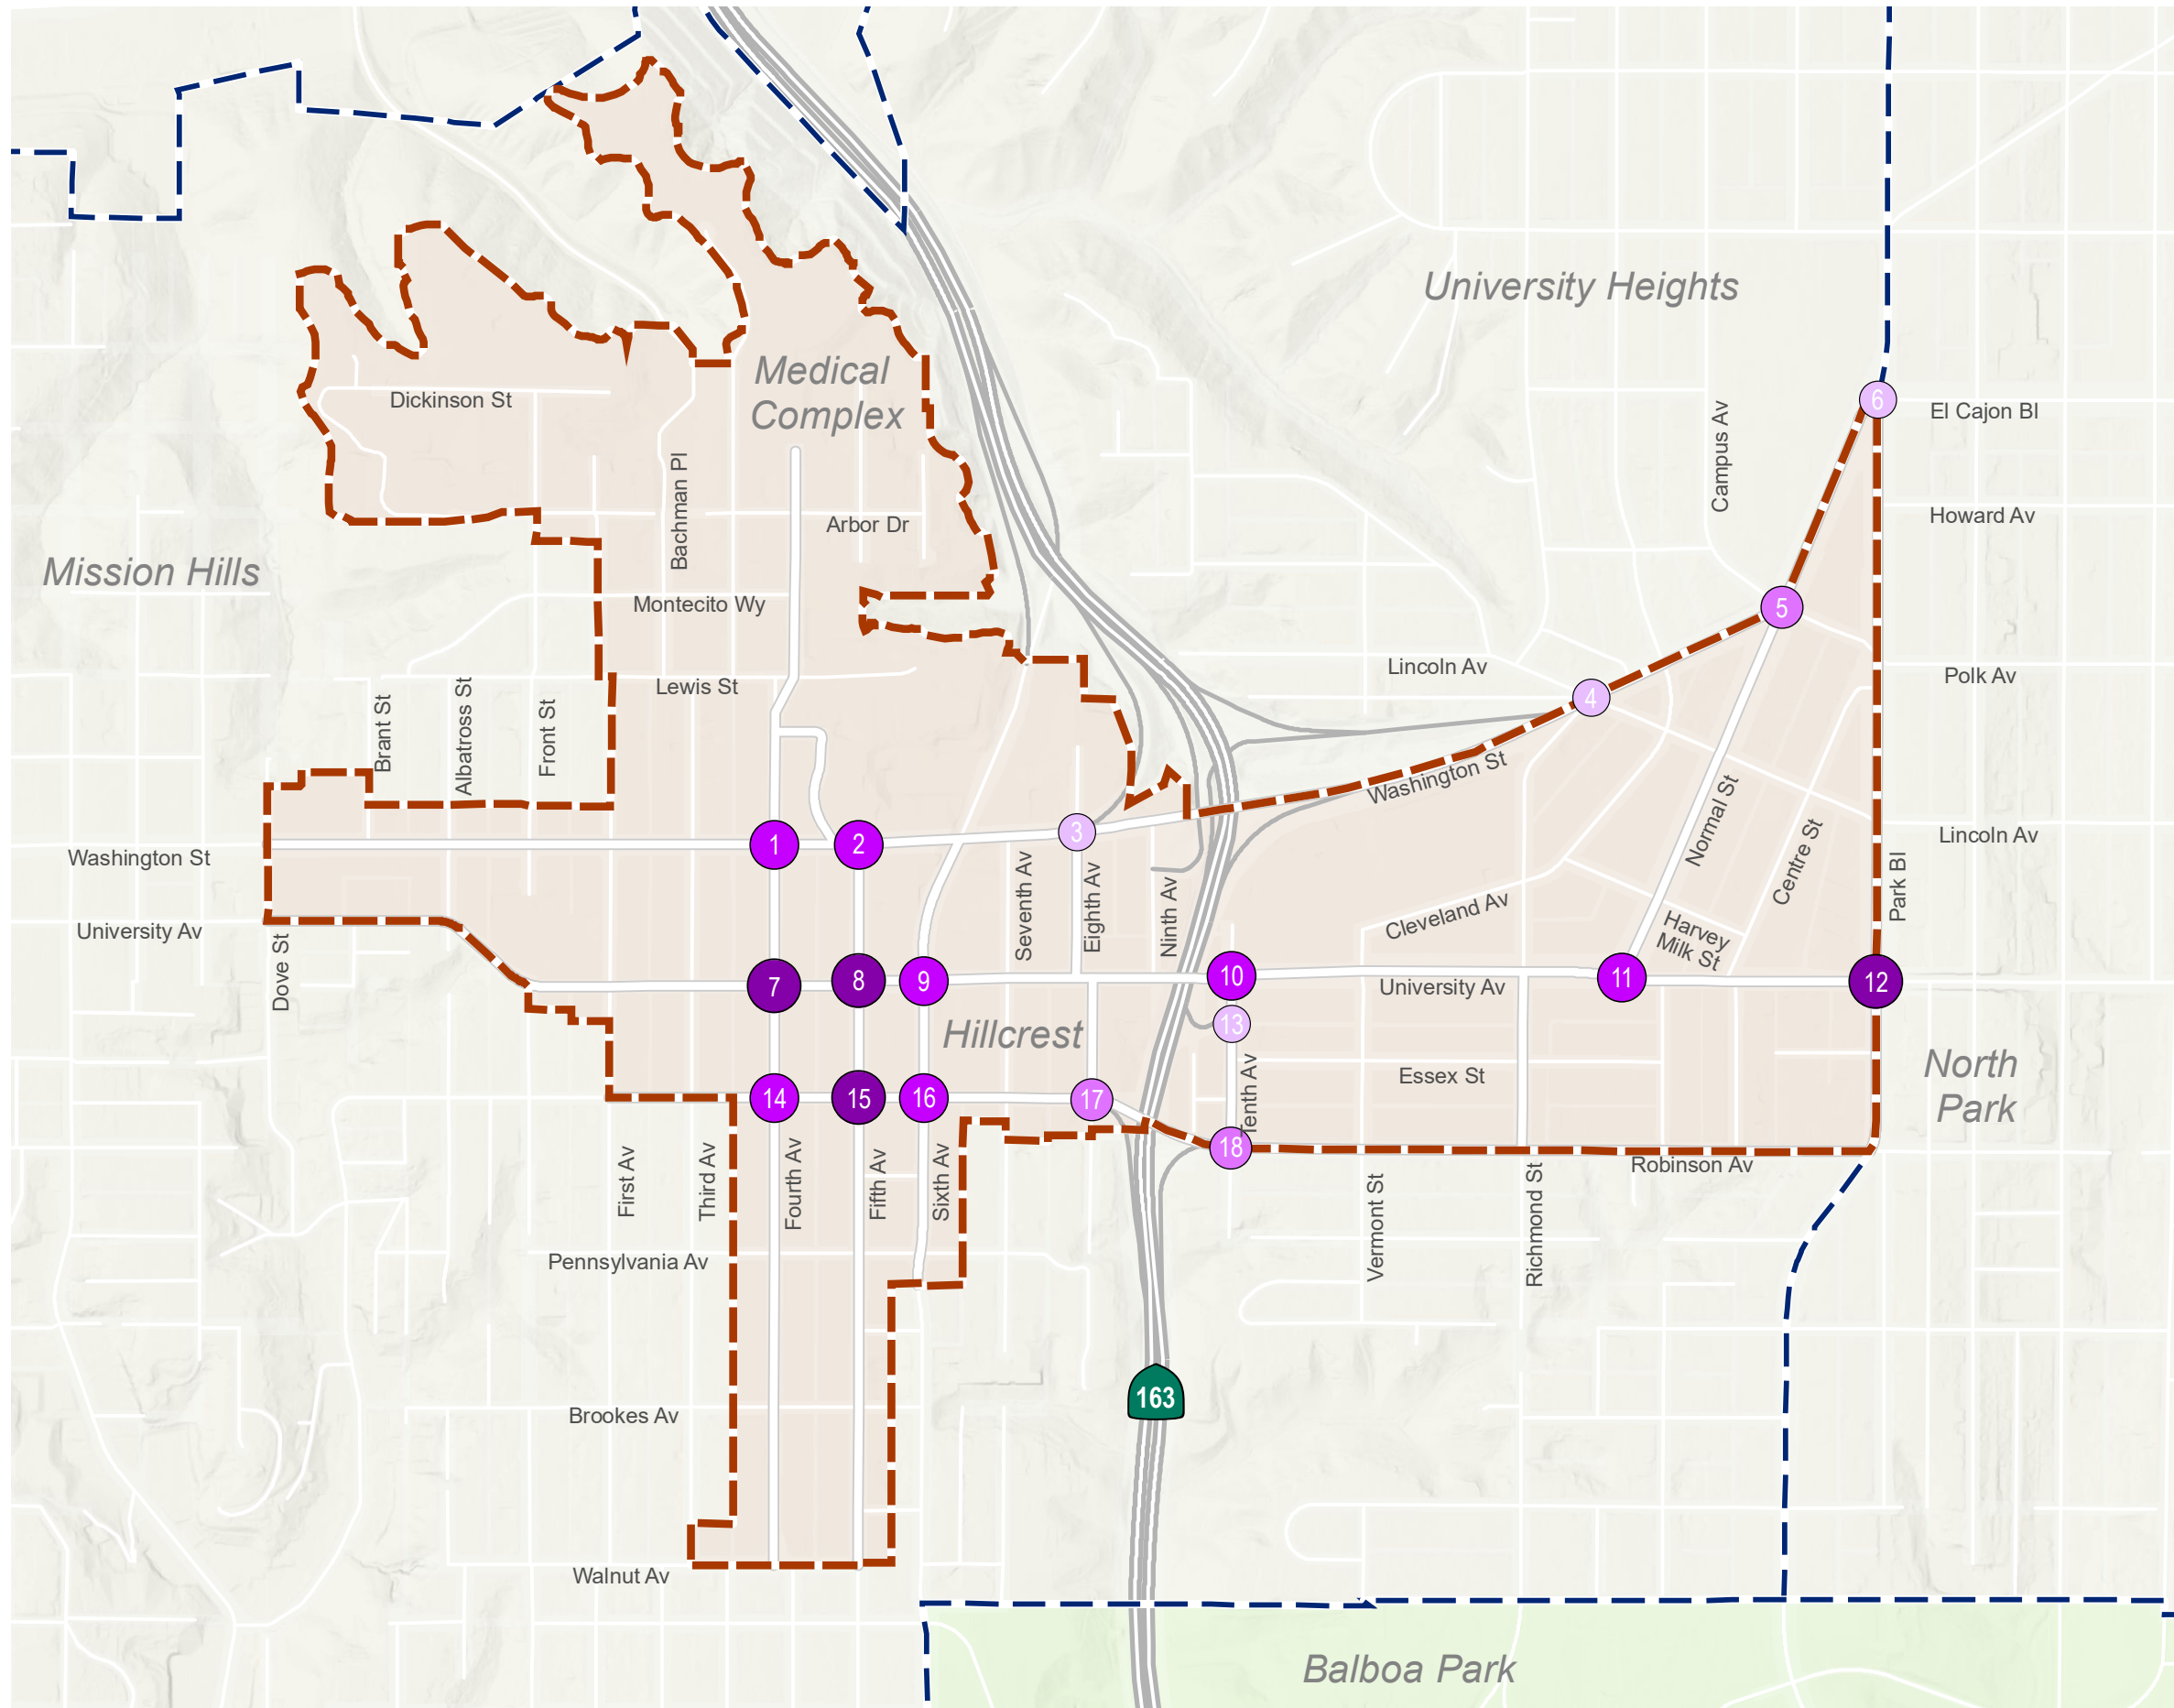 University Heights
Medical
Complex
Dickinson St
6
El Cajon Bl
Campus Av
Bachman Pl
Arbor Dr
Howard Av
Mission Hills
Montecito Wy
5
Lincoln Av
Polk Av
Lewis St
4
Brant St
Albatross St
Front St
Washington St
Normal St
Centre St
3
Lincoln Av
1
2
Washington St
Seventh Av
Eighth Av
Ninth Av
Park Bl
Cleveland Av
Harvey
Milk St
University Av
Dove St
7
8
9
10
11
12
University Av
13
Hillcrest
North
Park
Essex St
Tenth Av
14
15
16
17
18
Robinson Av
First Av
Third Av
Fourth Av
Fifth Av
Sixth Av
Vermont St
Richmond St
Pennsylvania Av
163
Brookes Av
Walnut Av
Balboa Park